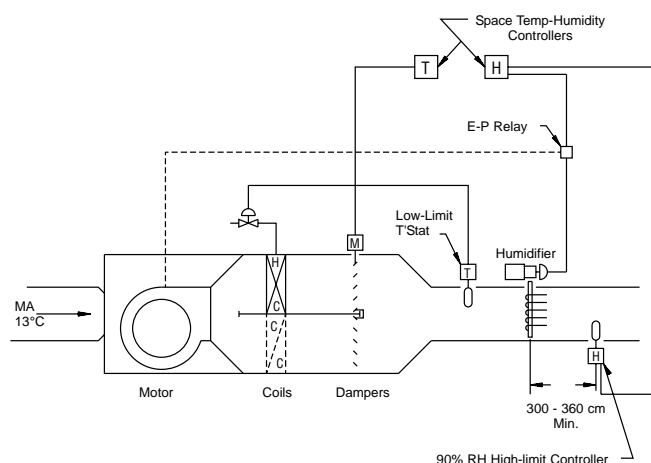 Space Temp-Humidity
Controllers
T
H
E-P Relay
Low-Limit
T'Stat
M
Humidifier
T
H
C
C
C
MA
13°C
H
Motor
Coils
Dampers
300 - 360 cm
Min.
90% RH High-limit Controller